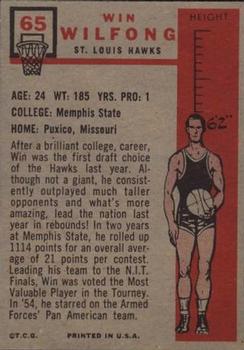 65
WIN
WILFONG
ST. LOUIS HAWKS
HEIGHT
6'2"
AGE: 24 WT: 185 YRS. PRO: 1
COLLEGE: Memphis State
HOME: Puxico, Missouri
After a brilliant college, career,
Win was the first draft choice
of the Hawks last year. Al-
though not a giant, he consist-
ently outplayed much taller
opponents and what's more
amazing, lead the nation last
year in rebounds! In two years
at Memphis State, he rolled up
1114 points for an overall average
of 21 points per contest.
Leading his team to the N.I.T.
Finals, Win was voted the Most
Valuable Player in the Tourney.
In '54, he starred on the Armed
Forces' Pan American team.
©T.C.G. PRINTED IN U.S.A.